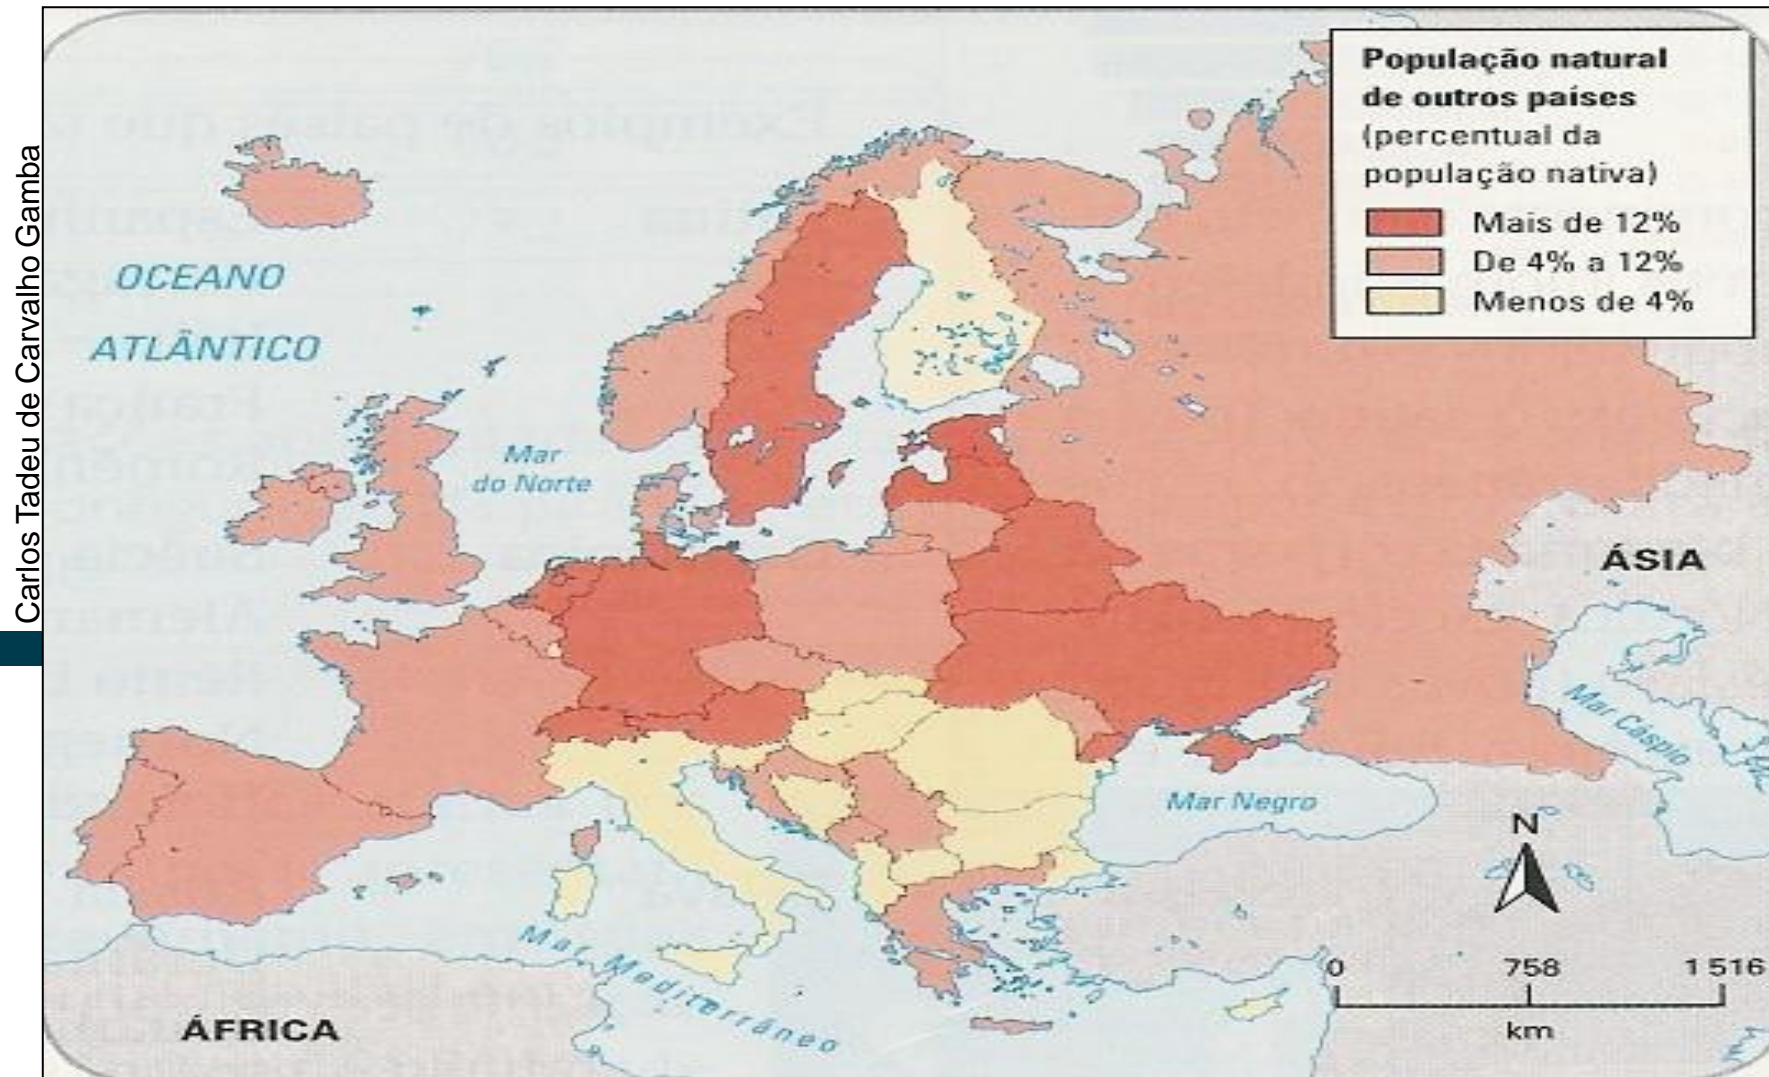 Carlos Tadeu de Carvalho Gamba
População natural
de outros países
(percentual da
população nativa)
Mais de 12%
De 4% a 12%
Menos de 4%
OCEANO
ATLÂNTICO
Mar
do Norte
ÁSIA
Mar Cáspio
Mar Negro
N
Mar Mediterrâneo
0 758 1 516
km
ÁFRICA